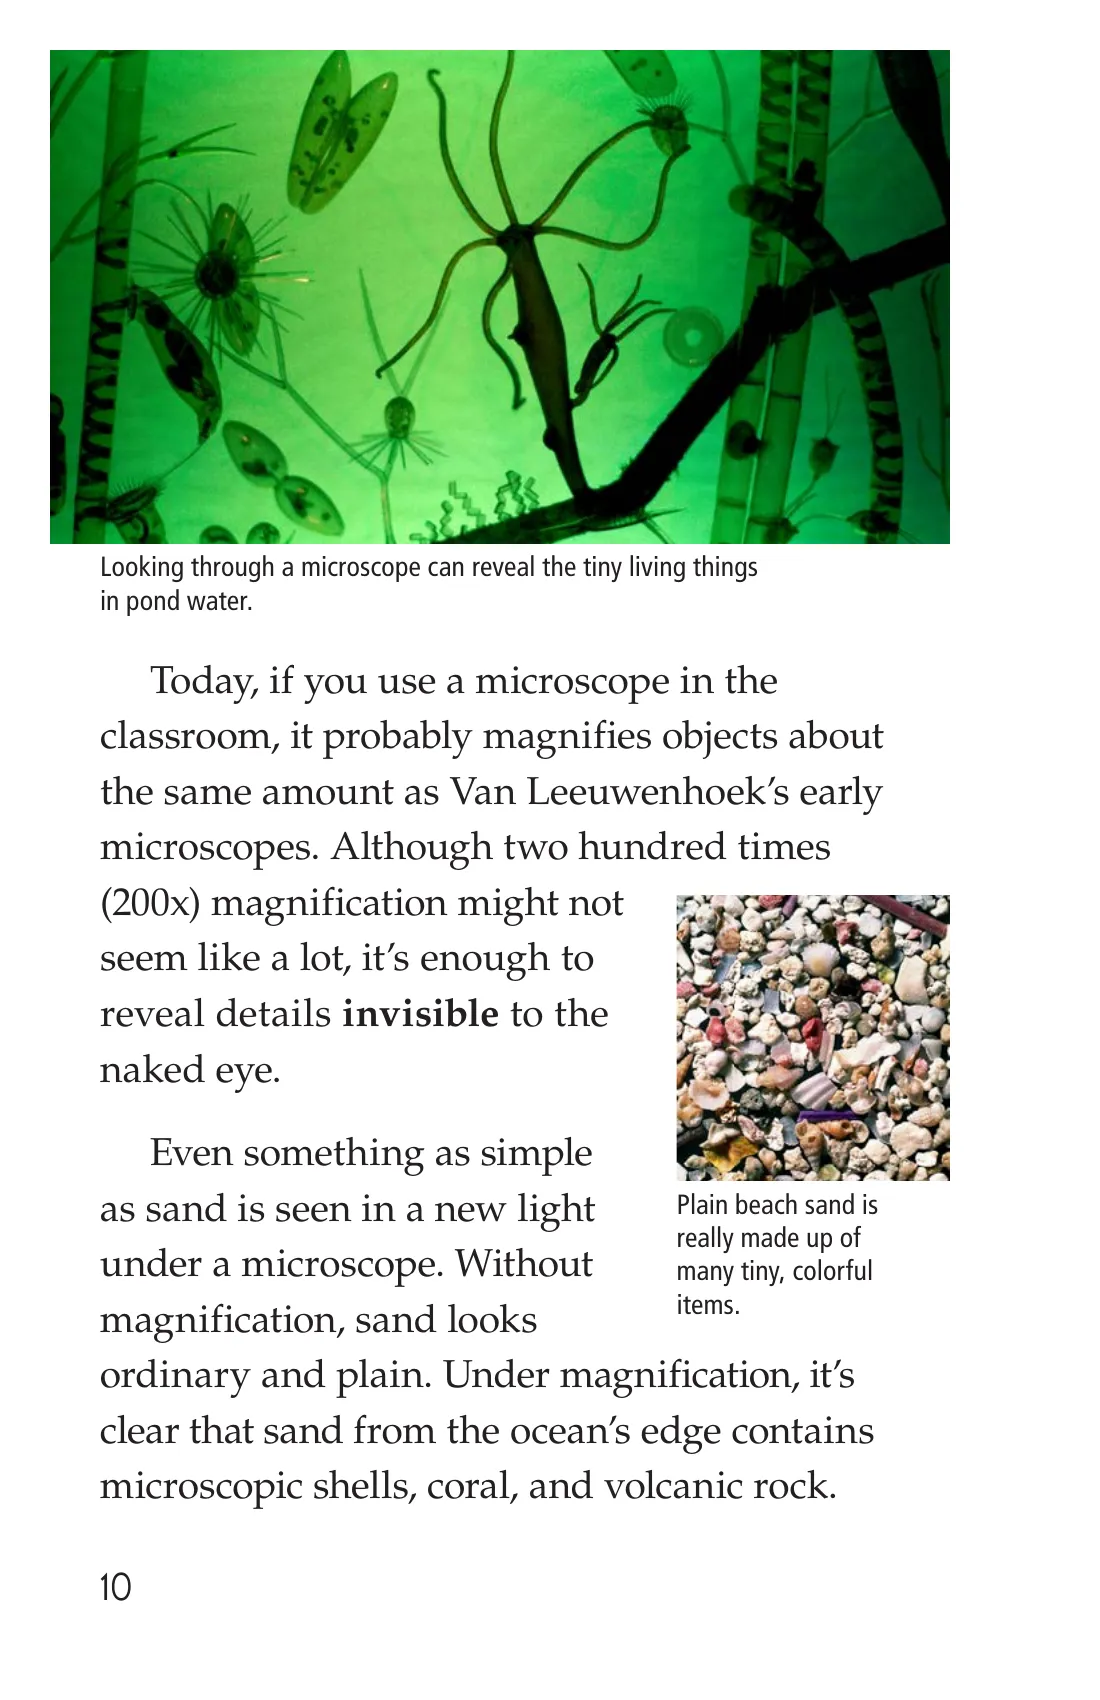 Looking through a microscope can reveal the tiny living things
in pond water.
Today, if you use a microscope in the
classroom, it probably magnifies objects about
the same amount as Van Leeuwenhoek’s early
microscopes. Although two hundred times
(200x) magnification might not
seem like a lot, it’s enough to
reveal details invisible to the
naked eye.
Even something as simple
as sand is seen in a new light
under a microscope. Without
magnification, sand looks
ordinary and plain. Under magnification, it’s
clear that sand from the ocean’s edge contains
microscopic shells, coral, and volcanic rock.
Plain beach sand is
really made up of
many tiny, colorful
items.
10